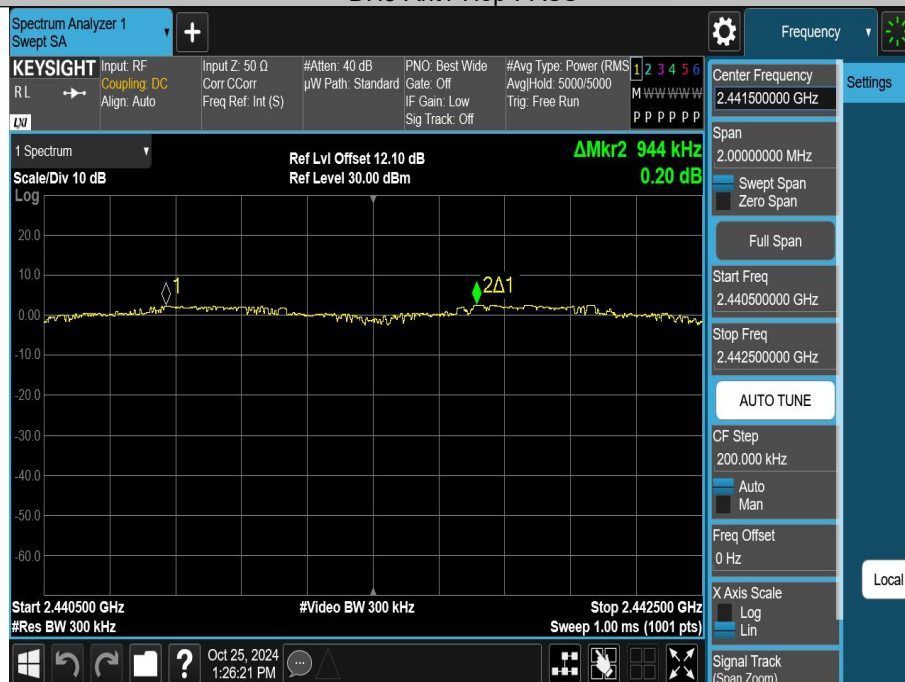 Spectrum Analyzer 1
Swept SA
+
Frequency
KEYSIGHT
RL
LXI
Input: RF
Coupling: DC
Align: Auto
Input Z: 50 Ω
Corr CCorr
Freq Ref: Int (S)
#Atten: 40 dB
µW Path: Standard
PNO: Best Wide
Gate: Off
IF Gain: Low
Sig Track: Off
#Avg Type: Power (RMS
Avg|Hold: 5000/5000
Trig: Free Run
1 2 3 4 5 6
M W W W W W
P P P P P P
1 Spectrum
Scale/Div 10 dB
Log
Ref Lvl Offset 12.10 dB
Ref Level 30.00 dBm
ΔMkr2 944 kHz
0.20 dB
20.0
10.0
0.00
-10.0
-20.0
-30.0
-40.0
-50.0
-60.0
1
2Δ1
Start 2.440500 GHz
#Res BW 300 kHz
#Video BW 300 kHz
Stop 2.442500 GHz
Sweep 1.00 ms (1001 pts)
?
Oct 25, 2024
1:26:21 PM
Center Frequency
2.441500000 GHz
Settings
Span
2.00000000 MHz
Swept Span
Zero Span
Full Span
Start Freq
2.440500000 GHz
Stop Freq
2.442500000 GHz
AUTO TUNE
CF Step
200.000 kHz
Auto
Man
Freq Offset
0 Hz
Local
X Axis Scale
Log
Lin
Signal Track
(Span Zoom)